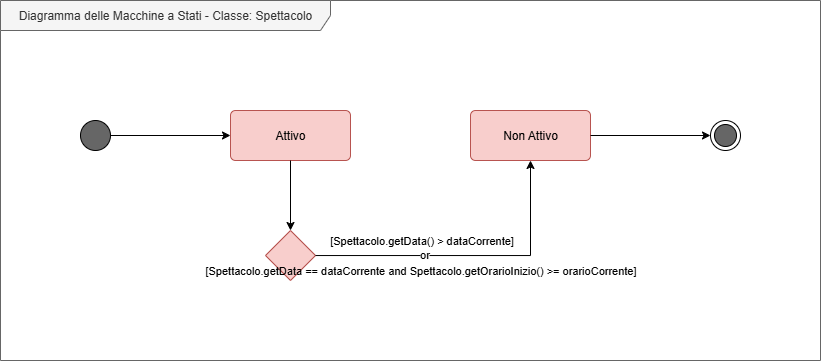 Diagramma delle Macchine a Stati - Classe: Spettacolo
Attivo
Non Attivo
[Spettacolo.getData() > dataCorrente]
or
[Spettacolo.getData == dataCorrente and Spettacolo.getOrarioInizio() >= orarioCorrente]